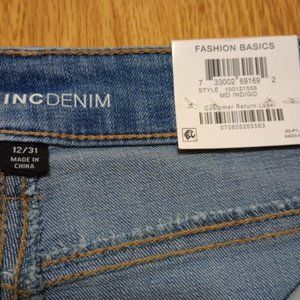 FASHION BASICS
7 33002 69169 2
STYLE 100121556
MD INDIGO
Customer Return Label
070805265563
INCDENIM
12/31
MADE IN
CHINA